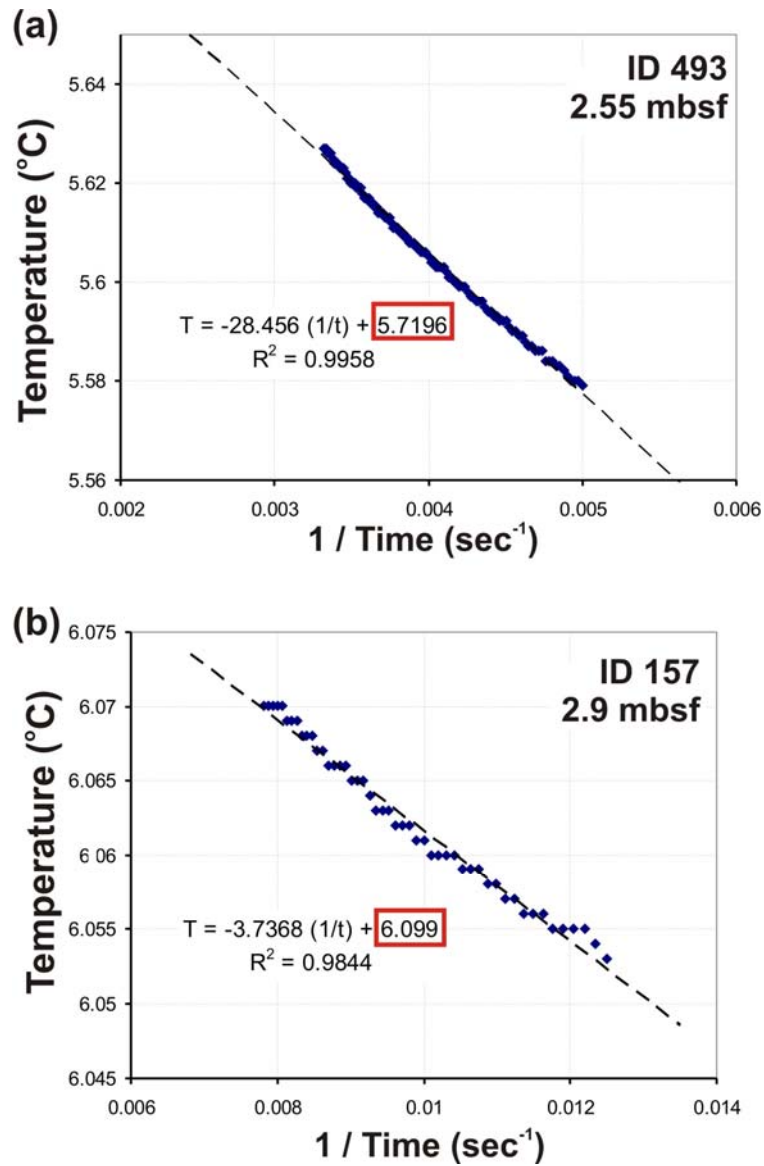 (a)
ID 493
2.55 mbsf
Temperature (°C)
5.64
5.62
5.6
5.58
5.56
T = -28.456 (1/t) + 5.7196
R² = 0.9958
0.002 0.003 0.004 0.005 0.006
1 / Time (sec⁻¹)
(b)
ID 157
2.9 mbsf
Temperature (°C)
6.075
6.07
6.065
6.06
6.055
6.05
6.045
T = -3.7368 (1/t) + 6.099
R² = 0.9844
0.006 0.008 0.01 0.012 0.014
1 / Time (sec⁻¹)